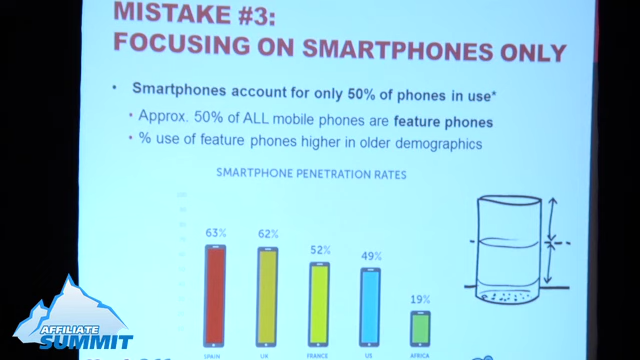 MISTAKE #3:
FOCUSING ON SMARTPHONES ONLY
• Smartphones account for only 50% of phones in use*
• Approx. 50% of ALL mobile phones are feature phones
• % use of feature phones higher in older demographics
SMARTPHONE PENETRATION RATES
63%
62%
52%
49%
19%
SPAIN
UK
FRANCE
US
AFRICA
AFFILIATE
SUMMIT